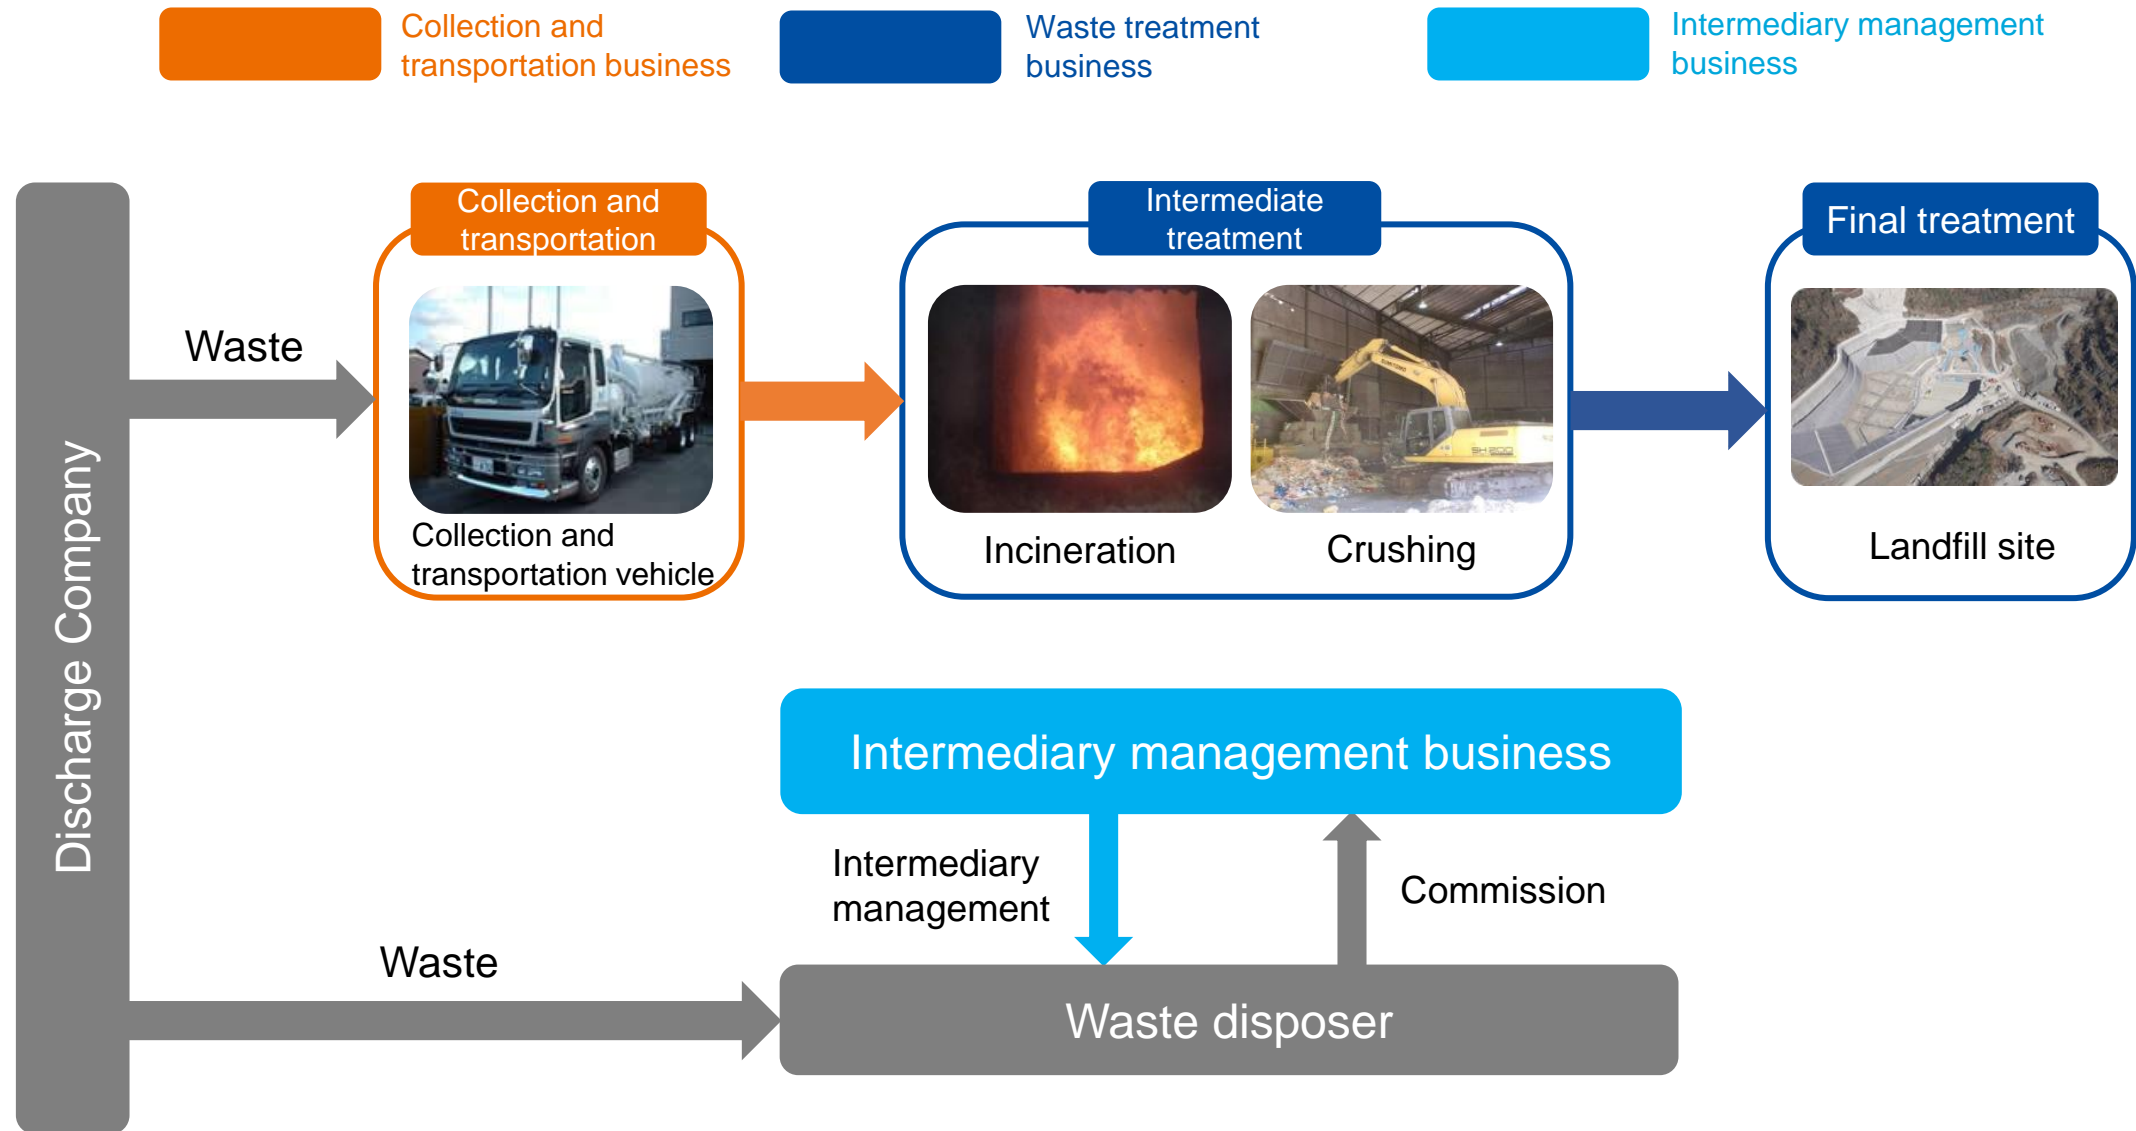 Collection and
transportation business
Waste treatment
business
Intermediary management
business
Collection and
transportation
Intermediate
treatment
Final treatment
Waste
SH200
Collection and
transportation vehicle
Incineration
Crushing
Landfill site
Discharge Company
Intermediary management business
Intermediary
management
Commission
Waste
Waste disposer